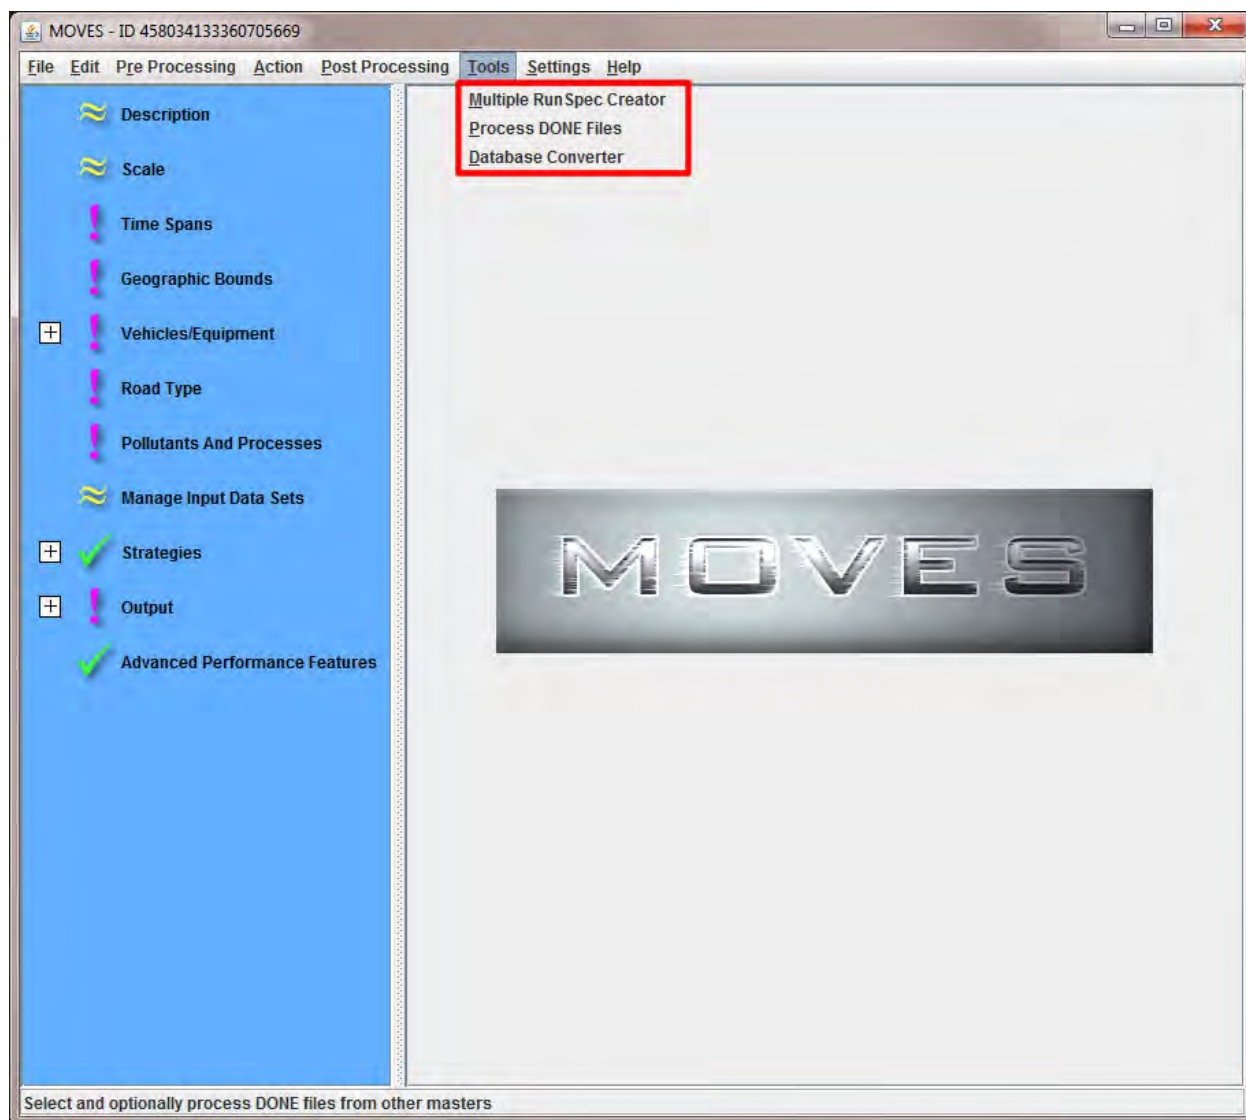 MOVES - ID 458034133360705669
File Edit Pre Processing Action Post Processing Tools Settings Help
Multiple RunSpec Creator
Process DONE Files
Database Converter
Description
Scale
Time Spans
Geographic Bounds
Vehicles/Equipment
Road Type
Pollutants And Processes
Manage Input Data Sets
Strategies
Output
Advanced Performance Features
MOVES
Select and optionally process DONE files from other masters